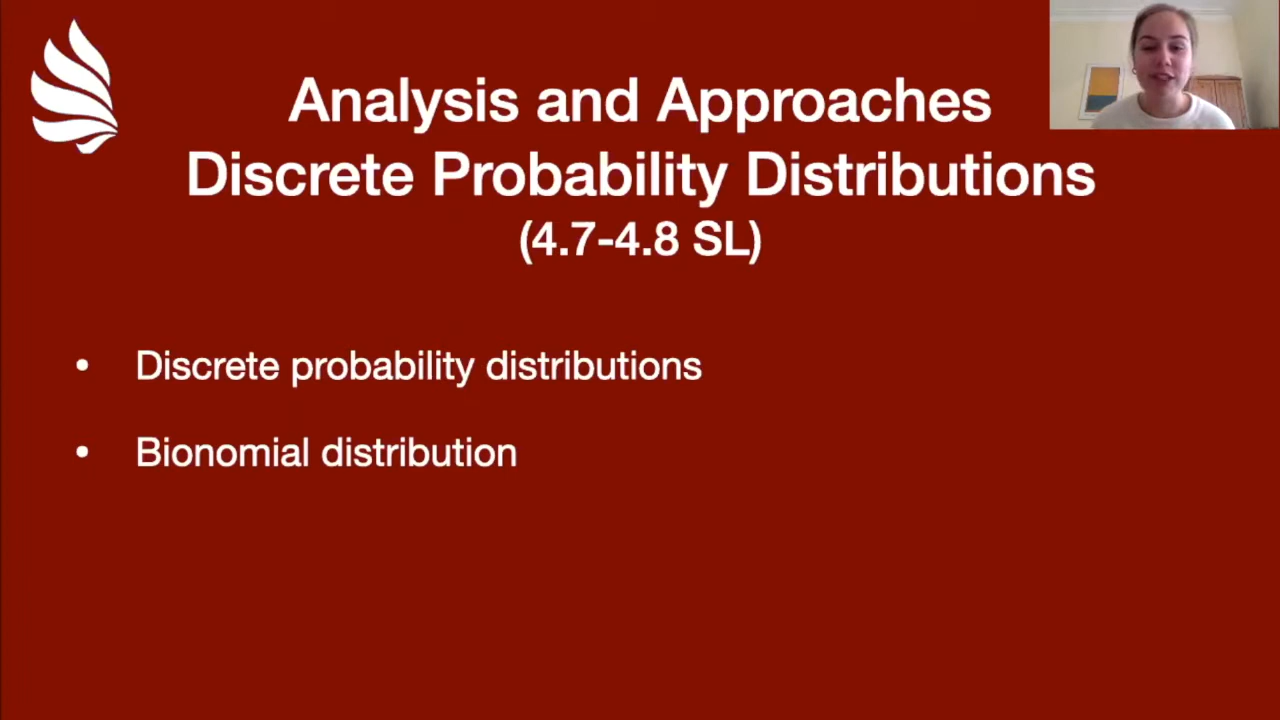 Analysis and Approaches
Discrete Probability Distributions
(4.7-4.8 SL)
• Discrete probability distributions
• Bionomial distribution